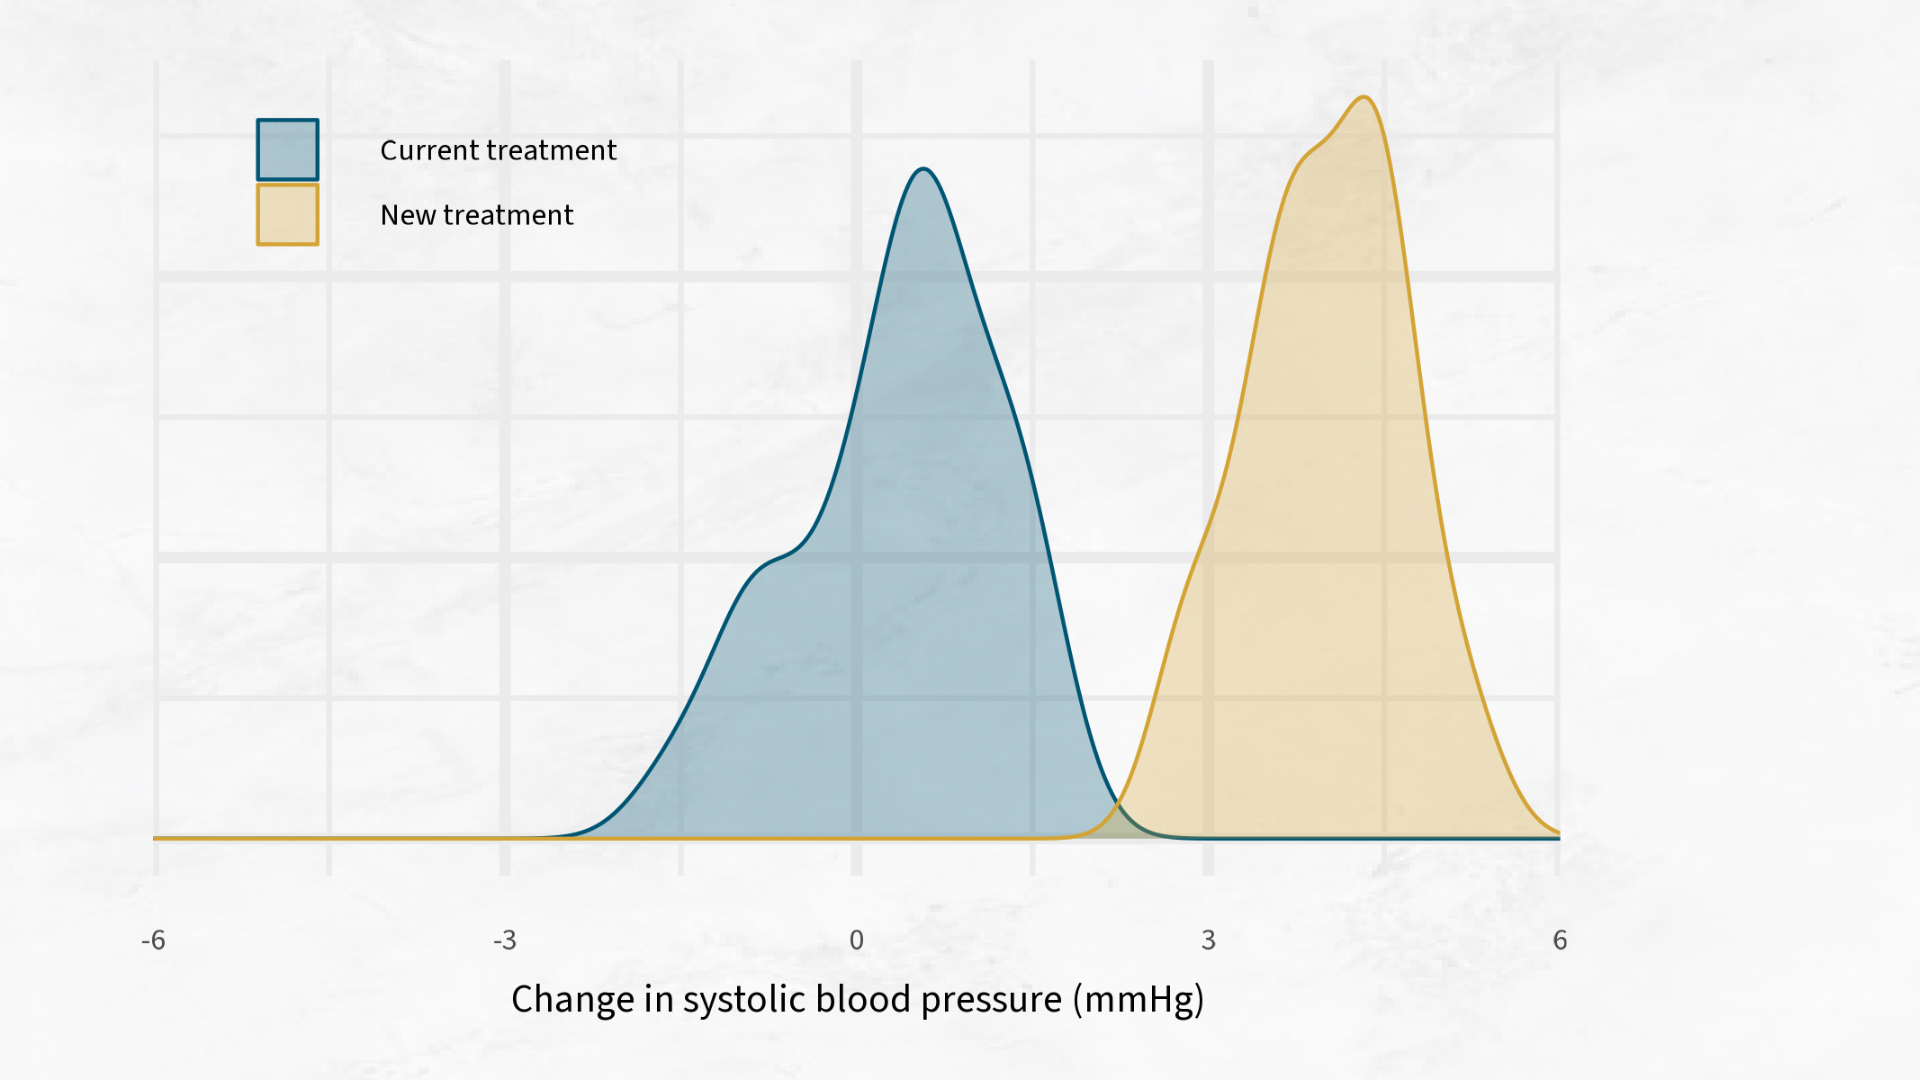 Current treatment
New treatment
-6 -3 0 3 6
Change in systolic blood pressure (mmHg)